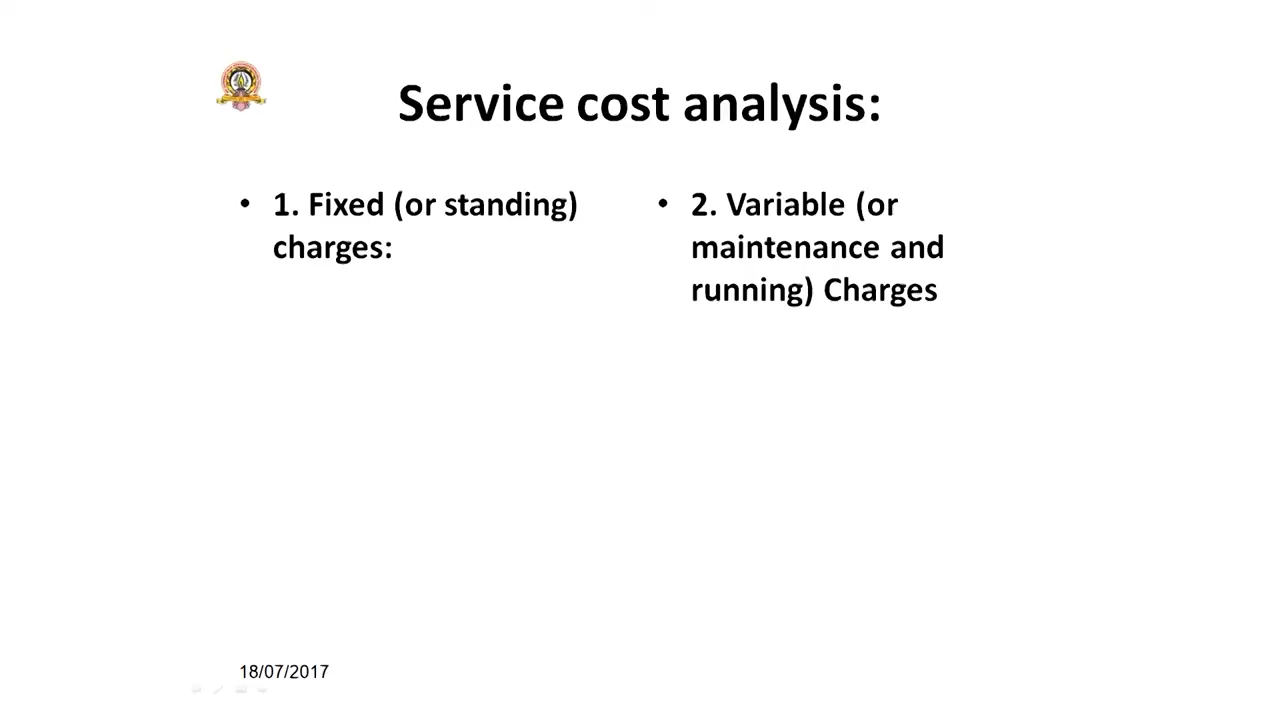 Service cost analysis:
• 1. Fixed (or standing)
charges:
• 2. Variable (or
maintenance and
running) Charges
18/07/2017